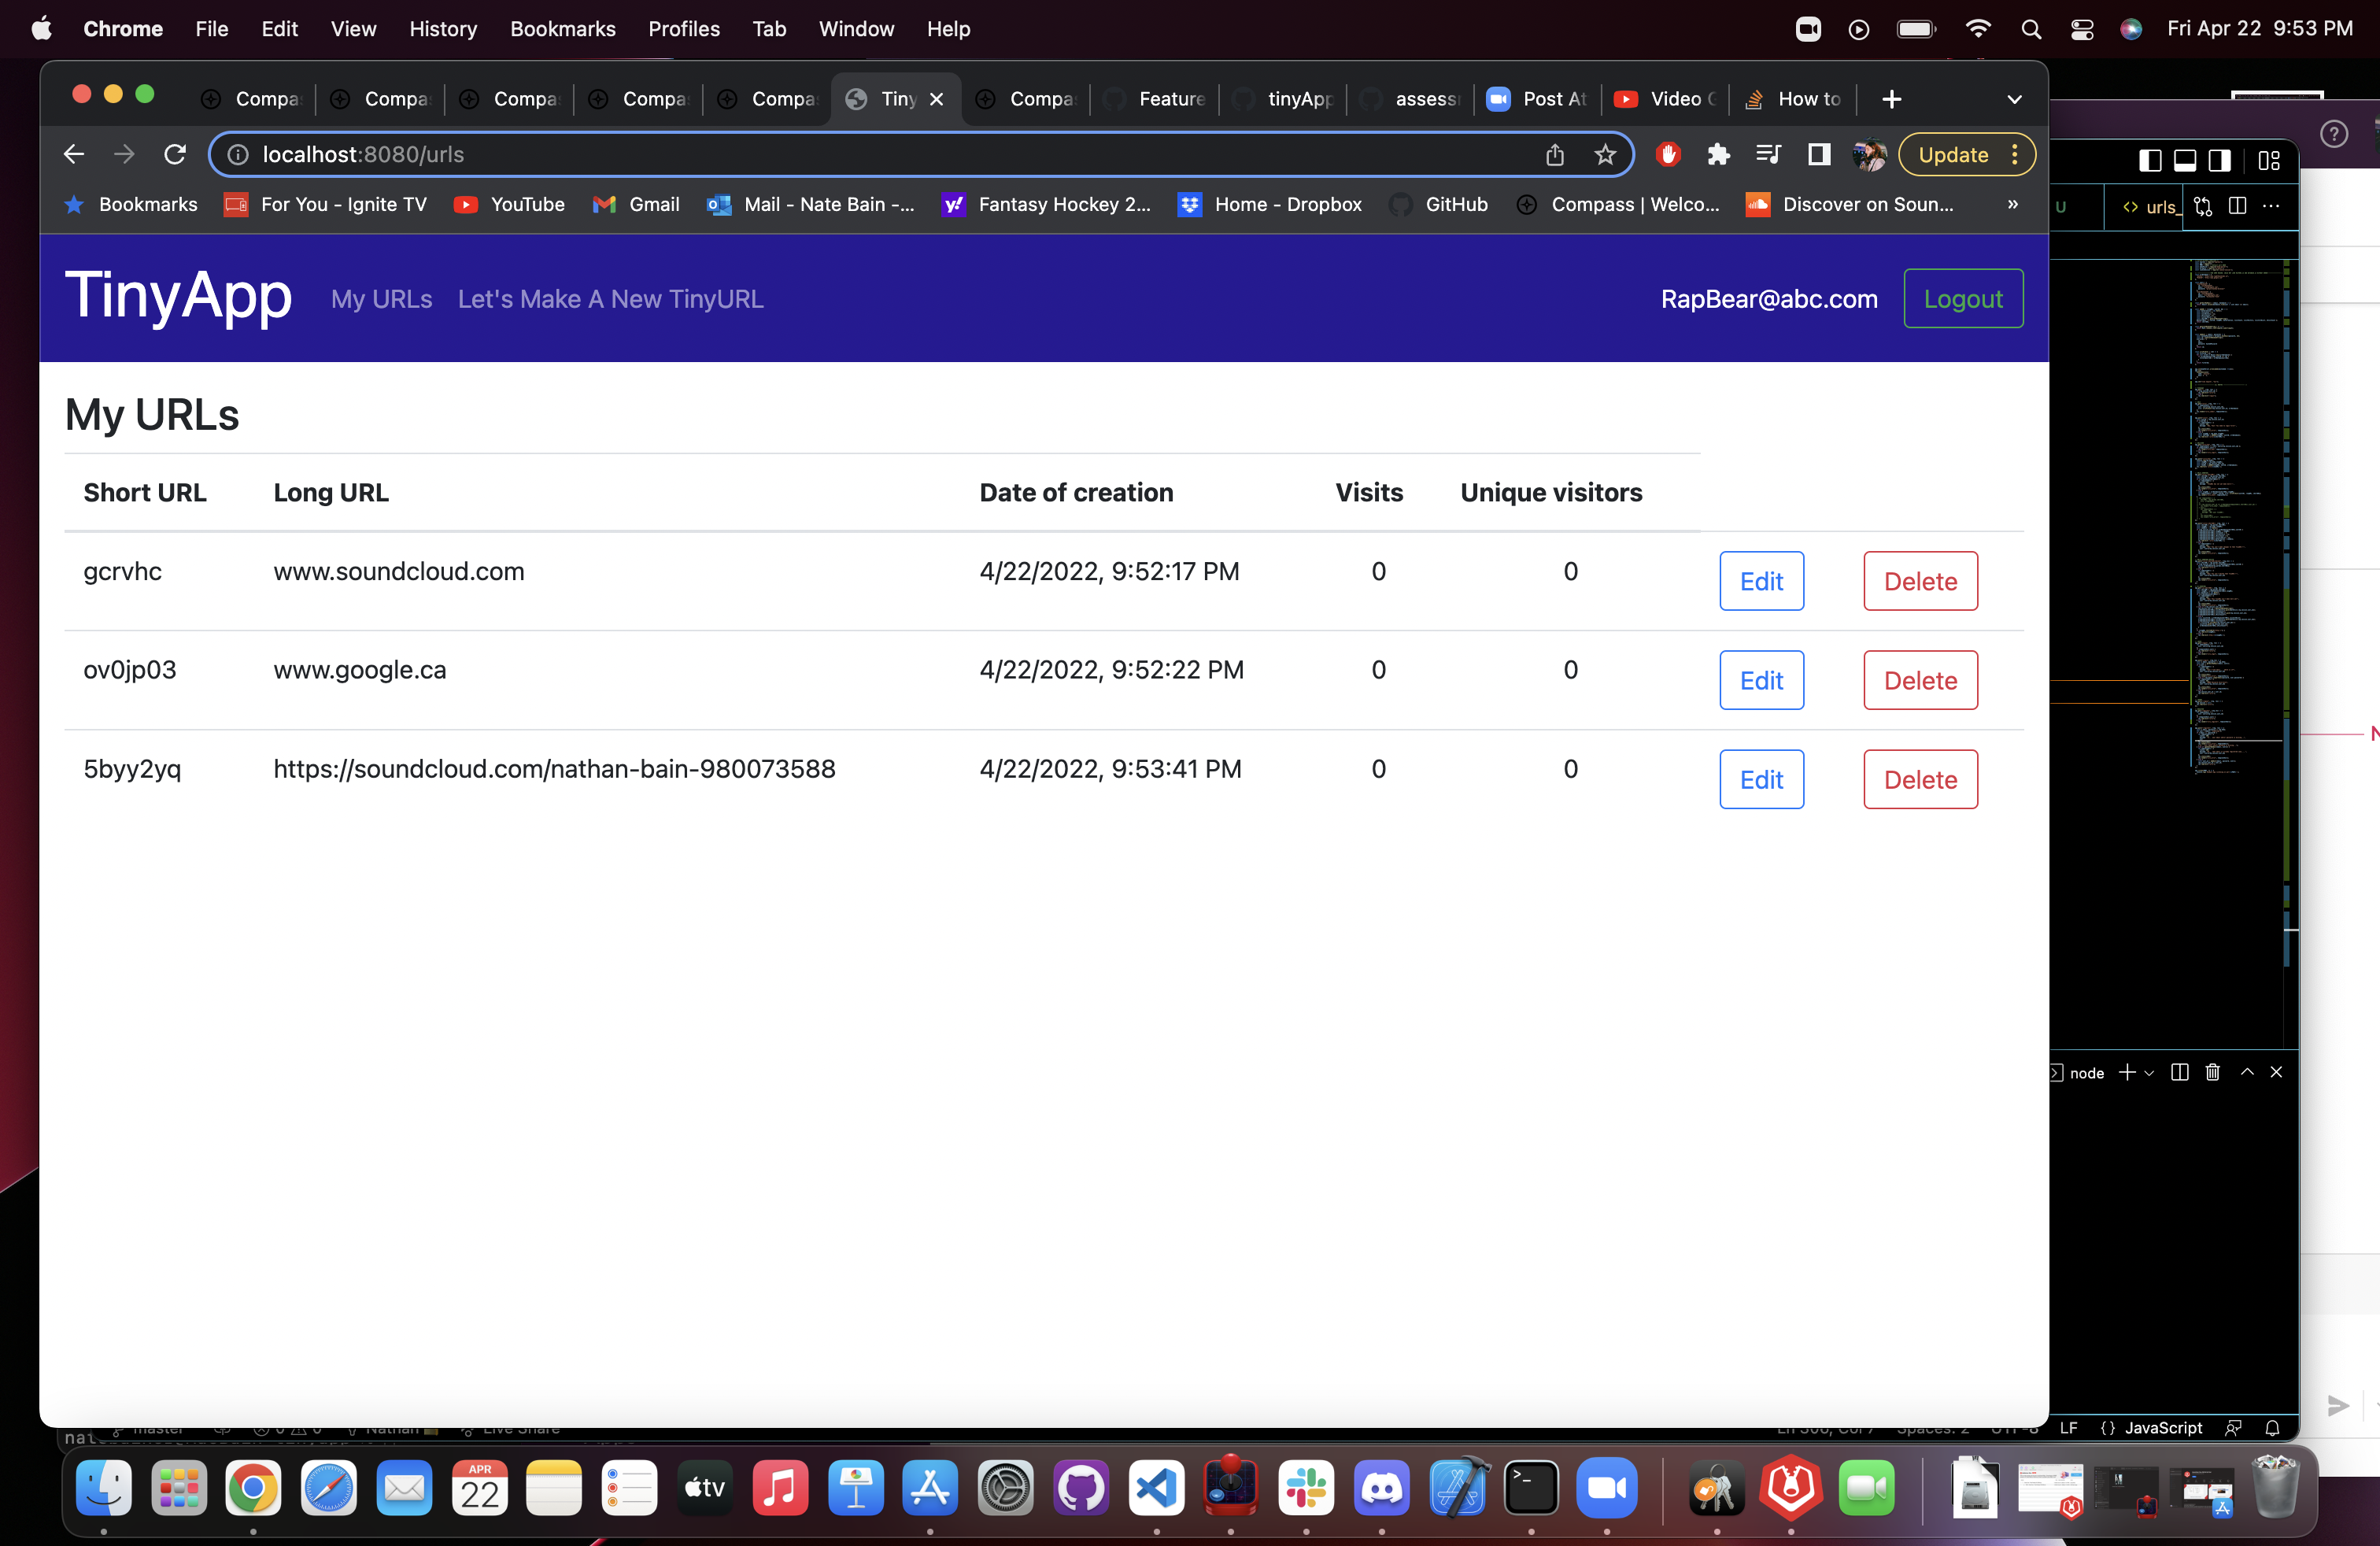 Chrome File Edit View History Bookmarks Profiles Tab Window Help Fri Apr 22 9:53 PM
Compa Compa Compa Compa Compa Tiny Compa Feature tinyApp assess Post At Video How to
localhost:8080/urls Update
Bookmarks For You - Ignite TV YouTube Gmail Mail - Nate Bain -... Fantasy Hockey 2... Home - Dropbox GitHub Compass | Welco... Discover on Soun... »
U <> urls_ ...
TinyApp My URLs Let's Make A New TinyURL RapBear@abc.com Logout
My URLs
Short URL Long URL Date of creation Visits Unique visitors
gcrvhc www.soundcloud.com 4/22/2022, 9:52:17 PM 0 0 Edit Delete
ov0jp03 www.google.ca 4/22/2022, 9:52:22 PM 0 0 Edit Delete
5byy2yq https://soundcloud.com/nathan-bain-980073588 4/22/2022, 9:53:41 PM 0 0 Edit Delete
node
LF {} JavaScript
APR
22
tv